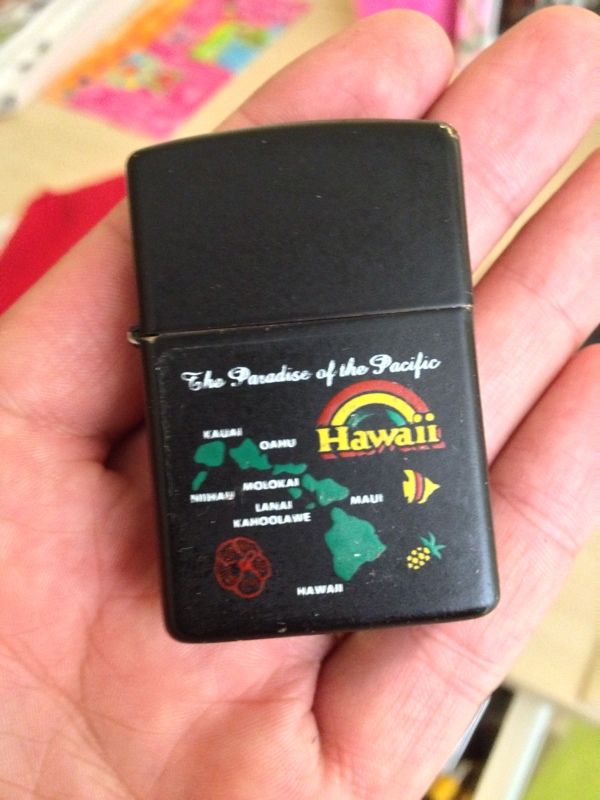 The Paradise of the Pacific
Hawaii
KAUAI
OAHU
NIIHAU
MOLOKAI
LANAI
MAUI
KAHOOLAWE
HAWAII